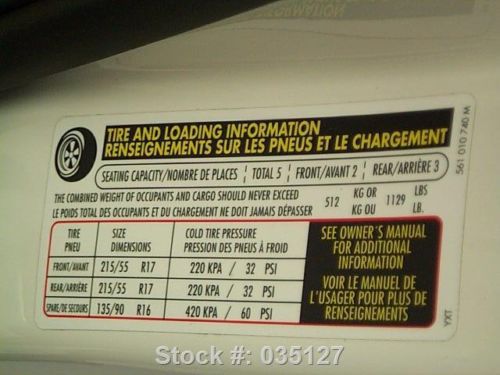 TIRE AND LOADING INFORMATION
RENSEIGNEMENTS SUR LES PNEUS ET LE CHARGEMENT
SEATING CAPACITY/NOMBRE DE PLACES | TOTAL 5 | FRONT/AVANT 2 | REAR/ARRIÈRE 3
THE COMBINED WEIGHT OF OCCUPANTS AND CARGO SHOULD NEVER EXCEED 512 KG OR 1129 LBS
LE POIDS TOTAL DES OCCUPANTS ET DU CHARGEMENT NE DOIT JAMAIS DÉPASSER KG OU LB.
TIRE SIZE COLD TIRE PRESSURE
PNEU DIMENSIONS PRESSION DES PNEUS À FROID
FRONT/AVANT 215/55 R17 220 KPA / 32 PSI
REAR/ARRIÈRE 215/55 R17 220 KPA / 32 PSI
SPARE/DE SECOURS 135/90 R16 420 KPA / 60 PSI
SEE OWNER'S MANUAL
FOR ADDITIONAL
INFORMATION
VOIR LE MANUEL DE
L'USAGER POUR PLUS DE
RENSEIGNEMENTS
561 010 740 M
YXT
Stock #: 035127